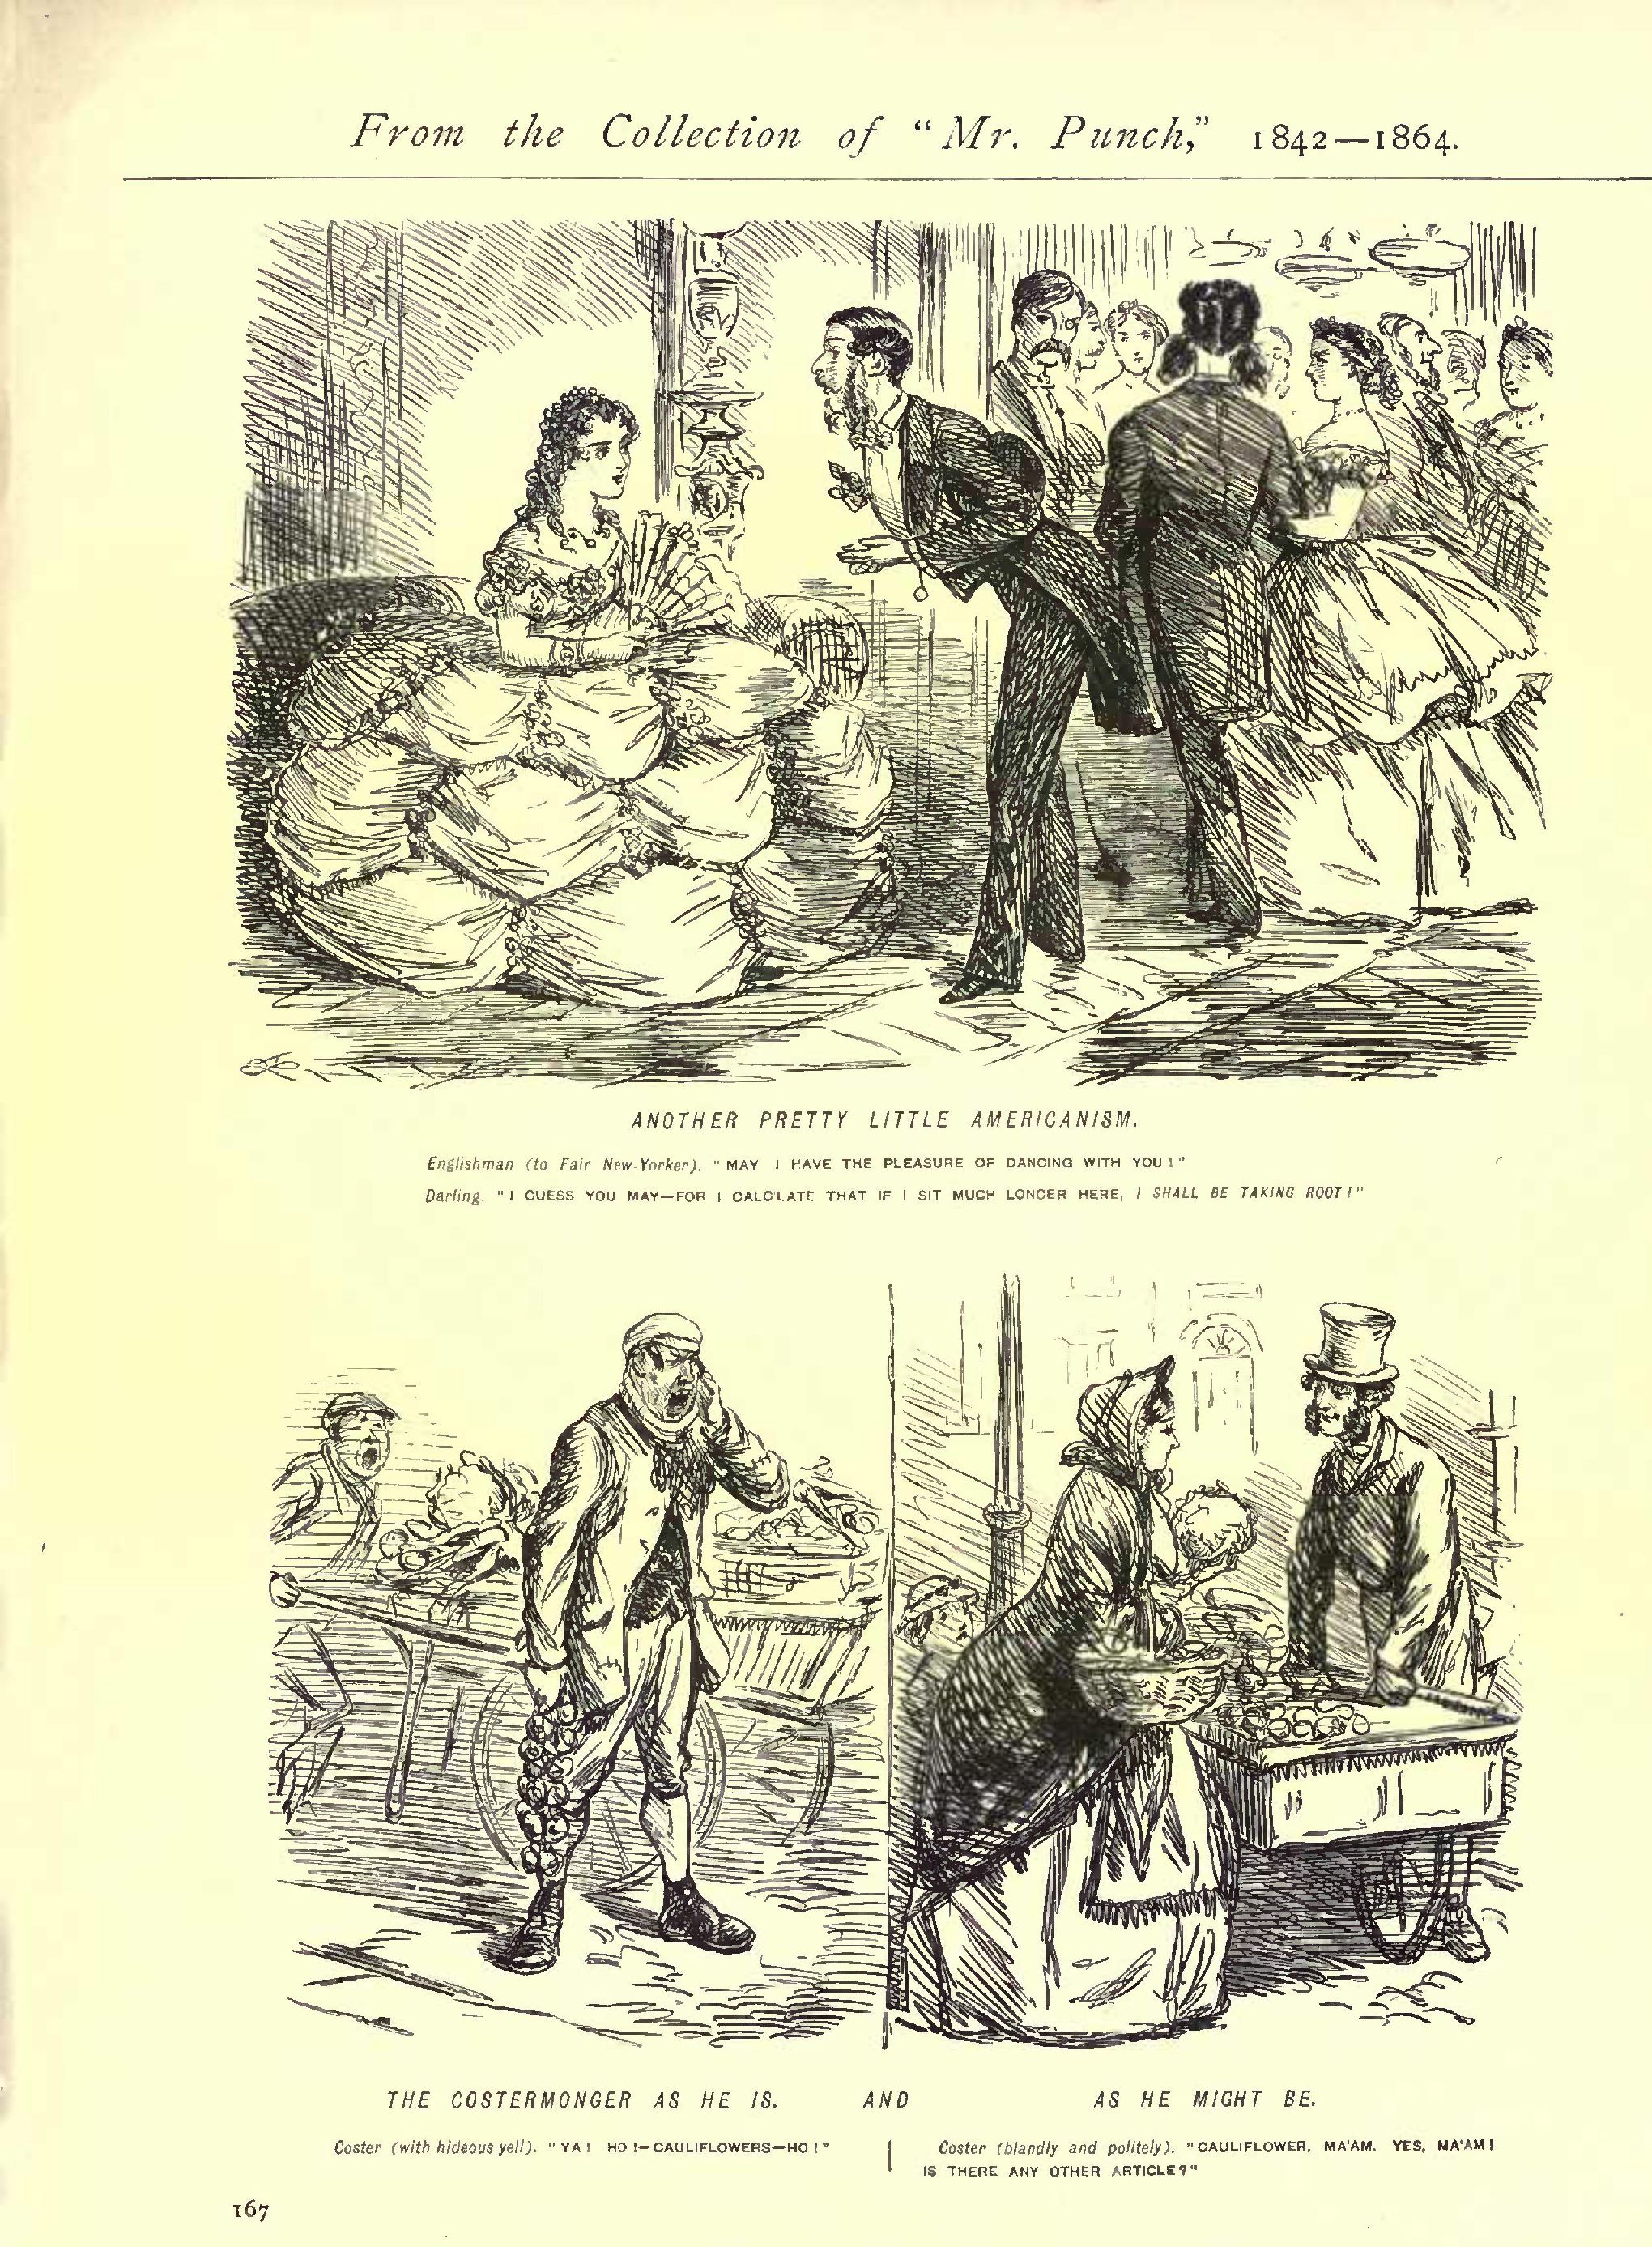 From the Collection of "Mr. Punch," 1842—1864.
ANOTHER PRETTY LITTLE AMERICANISM.
Englishman (to Fair New-Yorker). "MAY I HAVE THE PLEASURE OF DANCING WITH YOU!"
Darling. "I GUESS YOU MAY—FOR I CALC'LATE THAT IF I SIT MUCH LONGER HERE, I SHALL BE TAKING ROOT!"
THE COSTERMONGER AS HE IS. AND AS HE MIGHT BE.
Coster (with hideous yell). "YA! HO!—CAULIFLOWERS—HO!"
Coster (blandly and politely). "CAULIFLOWER, MA'AM. YES, MA'AM!
IS THERE ANY OTHER ARTICLE?"
167